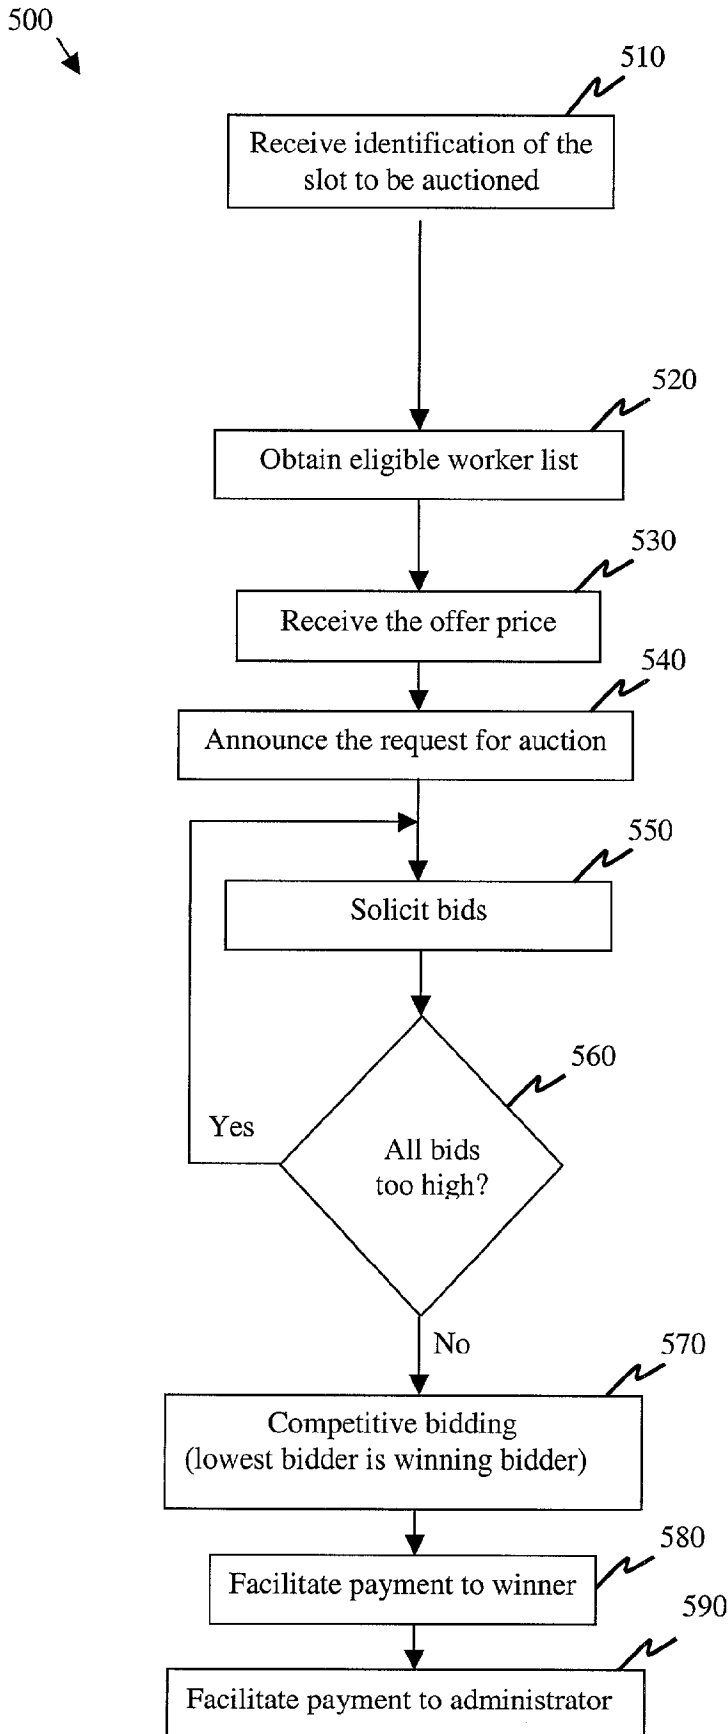 500
510
Receive identification of the
slot to be auctioned
520
Obtain eligible worker list
530
Receive the offer price
540
Announce the request for auction
550
Solicit bids
560
Yes
All bids
too high?
No
570
Competitive bidding
(lowest bidder is winning bidder)
580
Facilitate payment to winner
590
Facilitate payment to administrator